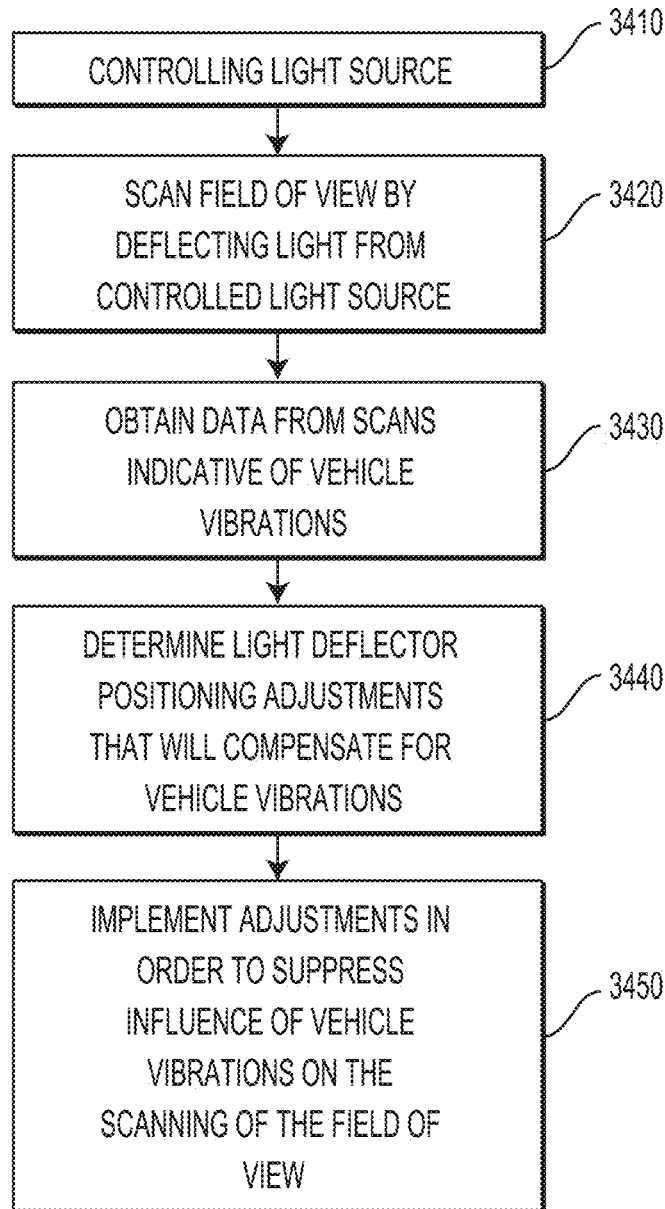 3410
CONTROLLING LIGHT SOURCE
3420
SCAN FIELD OF VIEW BY
DEFLECTING LIGHT FROM
CONTROLLED LIGHT SOURCE
3430
OBTAIN DATA FROM SCANS
INDICATIVE OF VEHICLE
VIBRATIONS
3440
DETERMINE LIGHT DEFLECTOR
POSITIONING ADJUSTMENTS
THAT WILL COMPENSATE FOR
VEHICLE VIBRATIONS
3450
IMPLEMENT ADJUSTMENTS IN
ORDER TO SUPPRESS
INFLUENCE OF VEHICLE
VIBRATIONS ON THE
SCANNING OF THE FIELD OF
VIEW